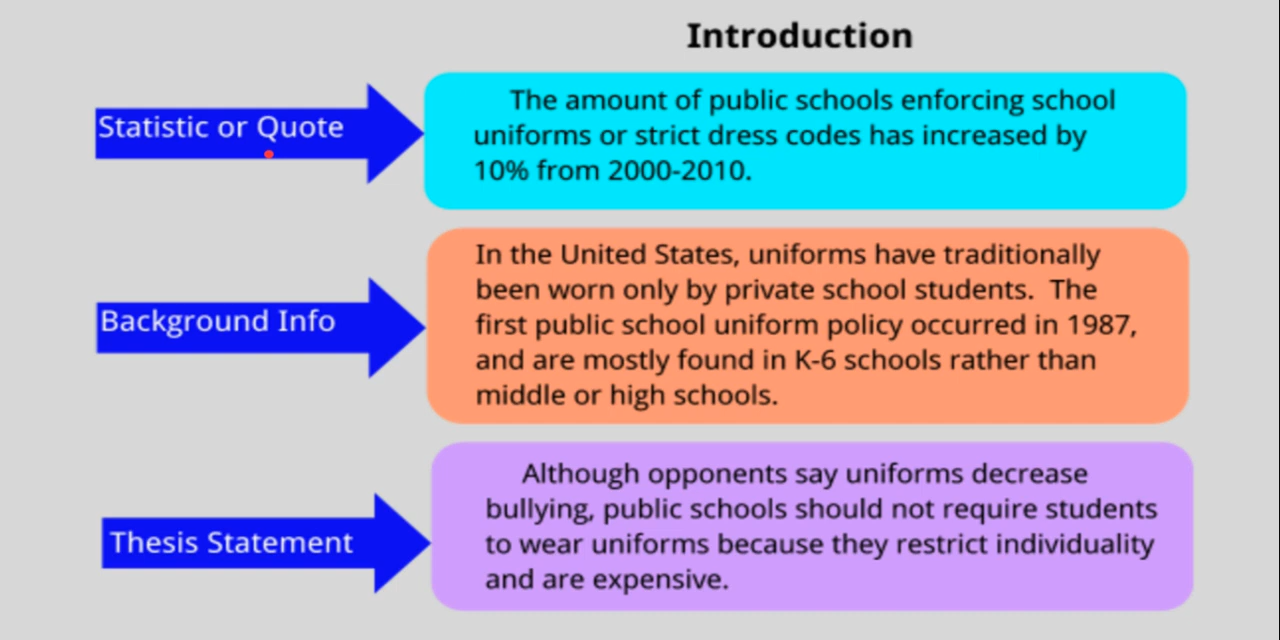 Introduction
Statistic or Quote
The amount of public schools enforcing school
uniforms or strict dress codes has increased by
10% from 2000-2010.
Background Info
In the United States, uniforms have traditionally
been worn only by private school students.  The
first public school uniform policy occurred in 1987,
and are mostly found in K-6 schools rather than
middle or high schools.
Thesis Statement
Although opponents say uniforms decrease
bullying, public schools should not require students
to wear uniforms because they restrict individuality
and are expensive.